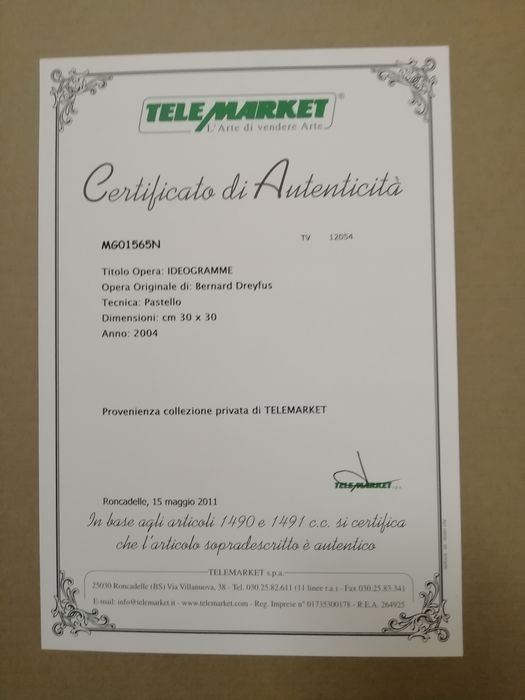 TELEMARKET®
L'Arte di vendere Arte
Certificato di Autenticità
MG01565N
TV 12054
Titolo Opera: IDEOGRAMME
Opera Originale di: Bernard Dreyfus
Tecnica: Pastello
Dimensioni: cm 30 x 30
Anno: 2004
Provenienza collezione privata di TELEMARKET
TELEMARKET s.p.a.
Roncadelle, 15 maggio 2011
In base agli articoli 1490 e 1491 c.c. si certifica
che l'articolo sopradescritto è autentico
TELEMARKET s.p.a.
25030 Roncadelle (BS) Via Villanuova, 38 - Tel. 030.25.82.611 (11 linee r.a.) - Fax 030.25.83.341
E-mail: info@telemarket.it - www.telemarket.com - Reg. Imprese n° 01735300178 - R.E.A. 264925